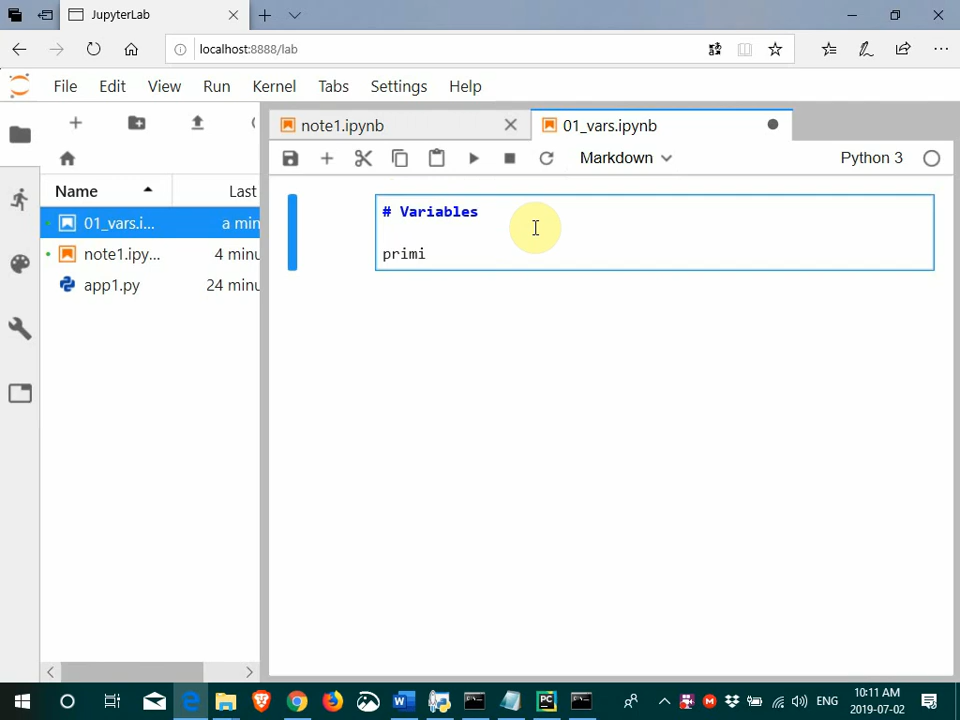 JupyterLab
localhost:8888/lab
File Edit View Run Kernel Tabs Settings Help
note1.ipynb
01_vars.ipynb
Markdown
Python 3
Name
Last
01_vars.i...
a min
note1.ipy...
4 minu
app1.py
24 minu
# Variables
primi
ENG
10:11 AM
2019-07-02